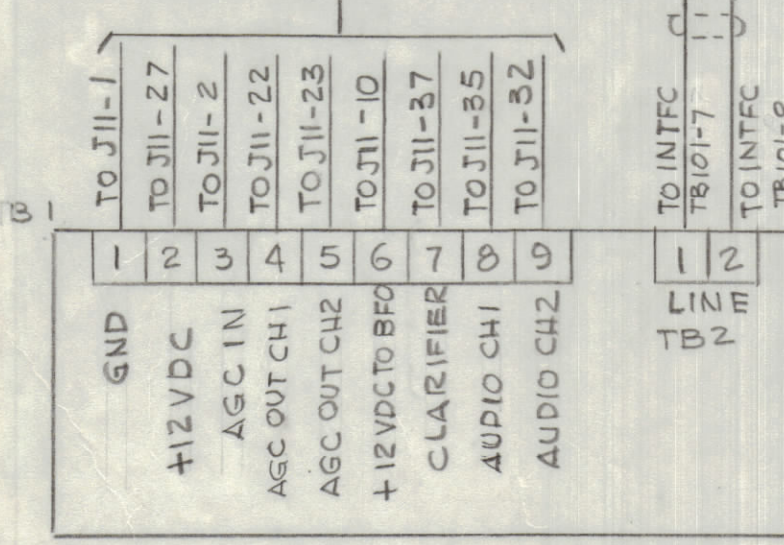 TO J11-1
TO J11-27
TO J11-2
TO J11-22
TO J11-23
TO J11-10
TO J11-37
TO J11-35
TO J11-32
TO INTFC
TB101-7
TO INTFC
1 2 3 4 5 6 7 8 9
1 2
GND
+12VDC
AGC IN
AGC OUT CH1
AGC OUT CH2
+12VDC TO BFO
CLARIFIER
AUDIO CH1
AUDIO CH2
LINE
TB2